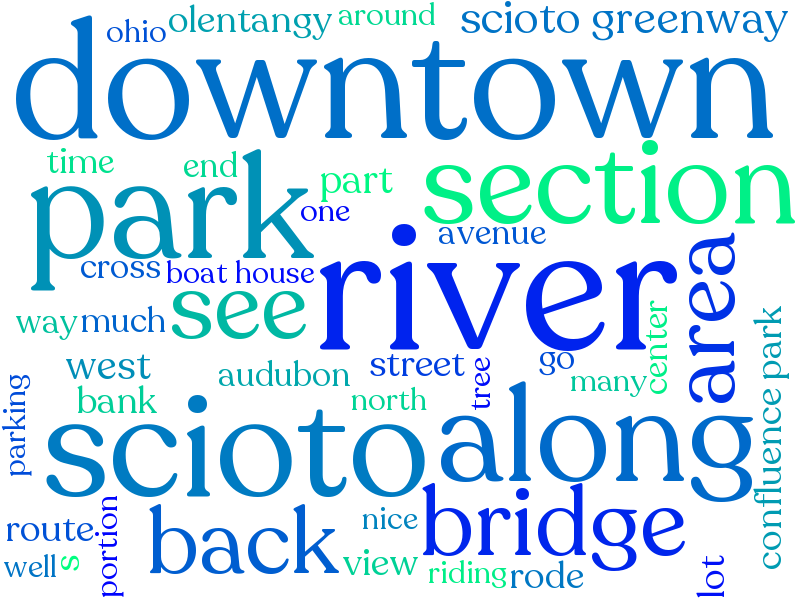 ohio olentangy around scioto greenway
downtown
time end part section
park one avenue
cross boat house river area
way much see center
west audubon street tree go many confluence park
bank north
parking scioto along
route portion back nice bridge
well s view riding rode lot